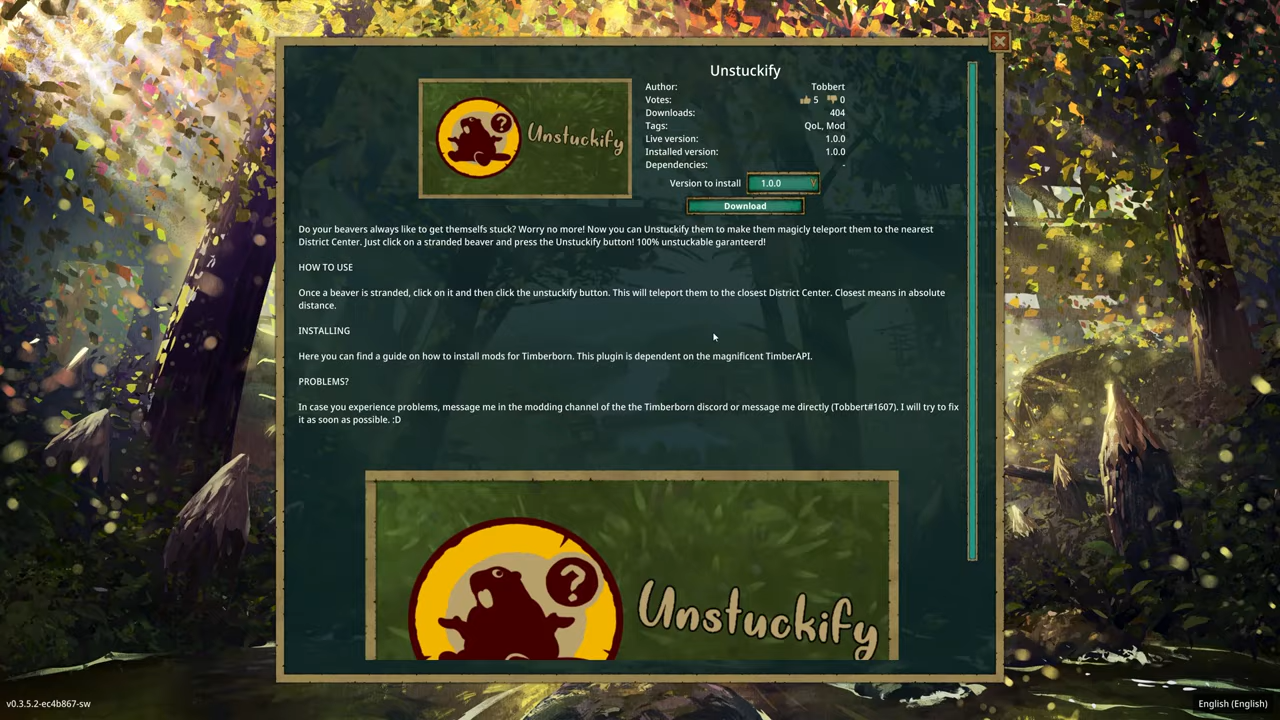 Unstuckify
Unstuckify
Author: Tobbert
Votes: 5 0
Downloads: 404
Tags: QoL, Mod
Live version: 1.0.0
Installed version: 1.0.0
Dependencies: -
Version to install 1.0.0 V
Download
Do your beavers always like to get themselfs stuck? Worry no more! Now you can Unstuckify them to make them magicly teleport them to the nearest
District Center. Just click on a stranded beaver and press the Unstuckify button! 100% unstuckable garanteerd!
HOW TO USE
Once a beaver is stranded, click on it and then click the unstuckify button. This will teleport them to the closest District Center. Closest means in absolute
distance.
INSTALLING
Here you can find a guide on how to install mods for Timberborn. This plugin is dependent on the magnificent TimberAPI.
PROBLEMS?
In case you experience problems, message me in the modding channel of the the Timberborn discord or message me directly (Tobbert#1607). I will try to fix
it as soon as possible. :D
?
Unstuckify
v0.3.5.2-ec4b867-sw
English (English)